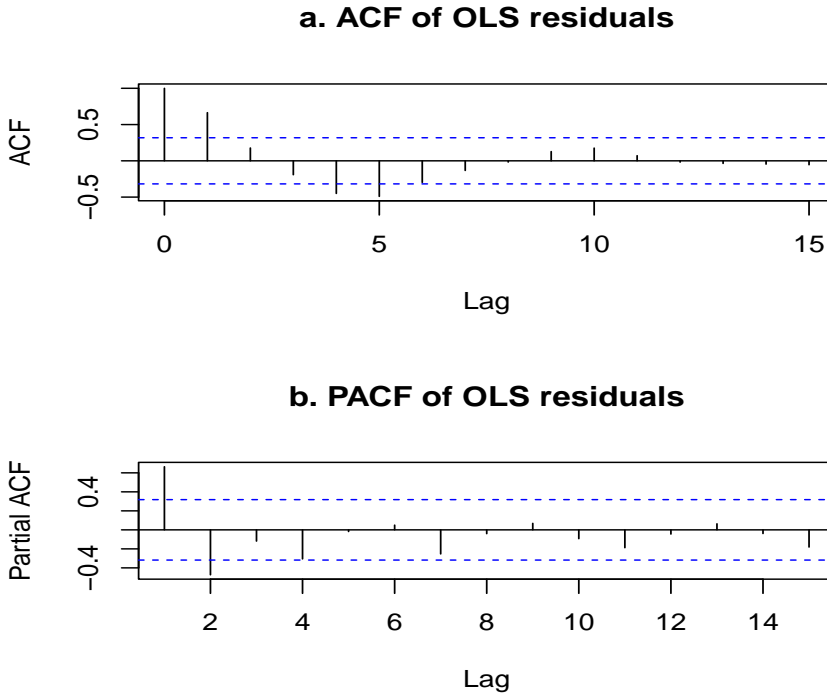 a. ACF of OLS residuals
ACF
0.5
−0.5
0 5 10 15
Lag
b. PACF of OLS residuals
Partial ACF
0.4
−0.4
2 4 6 8 10 12 14
Lag